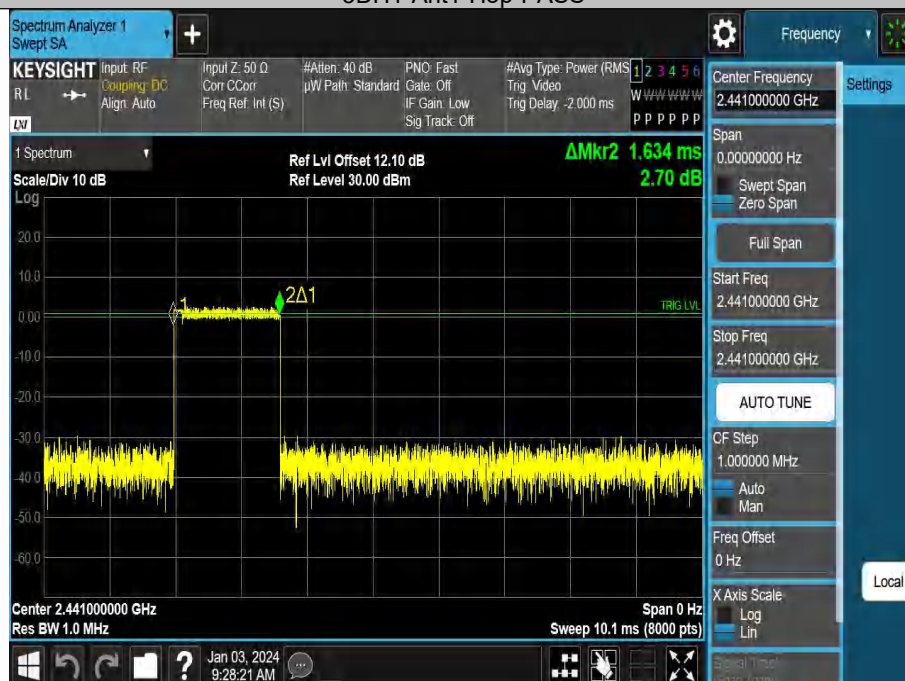 Spectrum Analyzer 1
Swept SA
+
Frequency
KEYSIGHT
R L
LXI
Input: RF
Coupling: DC
Align: Auto
Input Z: 50 Ω
Corr CCorr
Freq Ref: Int (S)
#Atten: 40 dB
µW Path: Standard
PNO: Fast
Gate: Off
IF Gain: Low
Sig Track: Off
#Avg Type: Power (RMS
Trig: Video
Trig Delay: -2.000 ms
1 2 3 4 5 6
W W W W W W
P P P P P P
Center Frequency
2.441000000 GHz
Settings
1 Spectrum
Scale/Div 10 dB
Log
Ref Lvl Offset 12.10 dB
Ref Level 30.00 dBm
ΔMkr2 1.634 ms
2.70 dB
Span
0.00000000 Hz
Swept Span
Zero Span
Full Span
20.0
10.0
0.00
-10.0
-20.0
-30.0
-40.0
-50.0
-60.0
1
2Δ1
TRIG LVL
Start Freq
2.441000000 GHz
Stop Freq
2.441000000 GHz
AUTO TUNE
CF Step
1.000000 MHz
Auto
Man
Freq Offset
0 Hz
X Axis Scale
Log
Lin
Local
Center 2.441000000 GHz
Res BW 1.0 MHz
Span 0 Hz
Sweep 10.1 ms (8000 pts)
?
Jan 03, 2024
9:28:21 AM